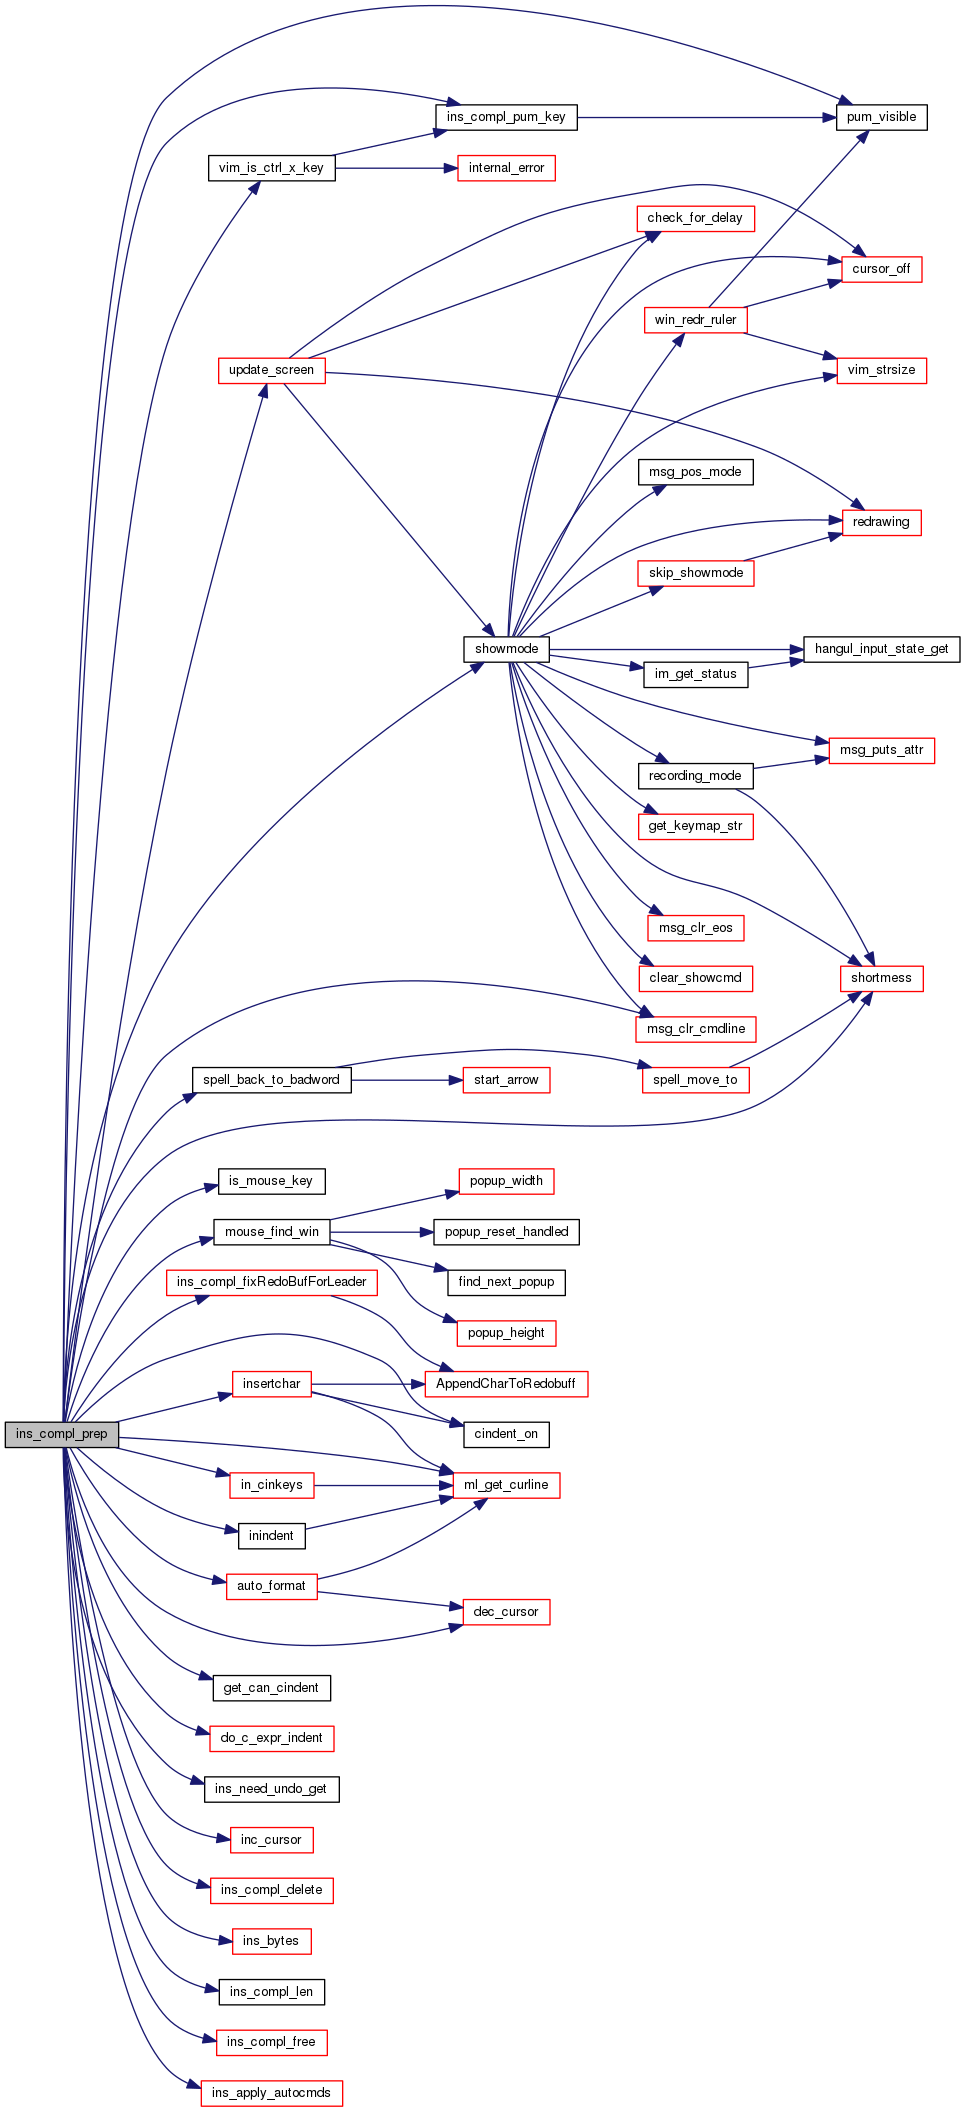 ins_compl_pum_key
pum_visible
vim_is_ctrl_x_key
internal_error
check_for_delay
cursor_off
win_redr_ruler
update_screen
vim_strsize
msg_pos_mode
redrawing
skip_showmode
showmode
hangul_input_state_get
im_get_status
msg_puts_attr
recording_mode
get_keymap_str
msg_clr_eos
clear_showcmd
shortmess
msg_clr_cmdline
spell_back_to_badword
start_arrow
spell_move_to
is_mouse_key
popup_width
mouse_find_win
popup_reset_handled
ins_compl_fixRedoBufForLeader
find_next_popup
popup_height
insertchar
AppendCharToRedobuff
ins_compl_prep
cindent_on
in_cinkeys
ml_get_curline
inindent
auto_format
dec_cursor
get_can_cindent
do_c_expr_indent
ins_need_undo_get
inc_cursor
ins_compl_delete
ins_bytes
ins_compl_len
ins_compl_free
ins_apply_autocmds